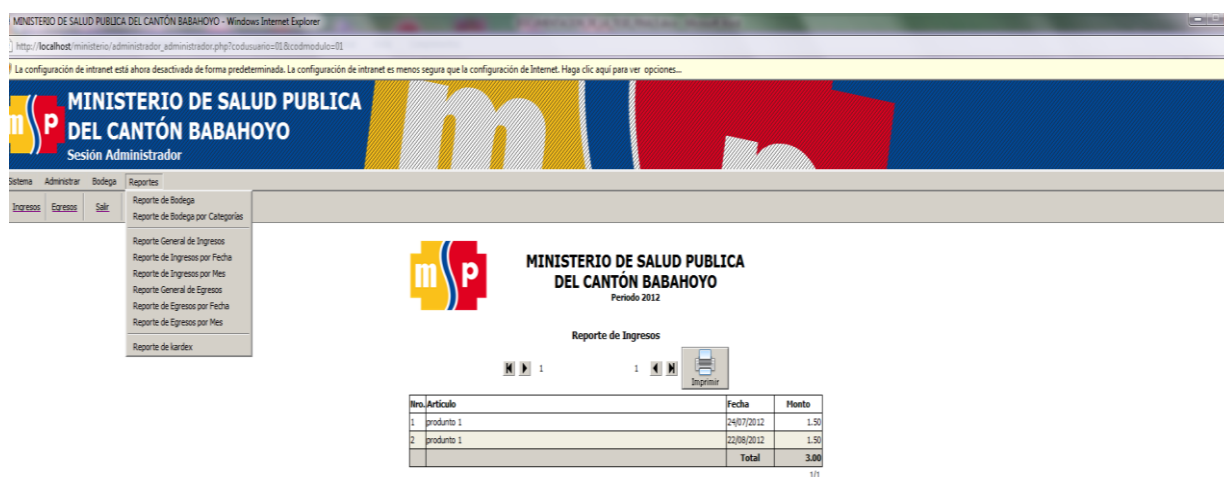 MINISTERIO DE SALUD PUBLICA DEL CANTÓN BABAHOYO - Windows Internet Explorer
http://localhost/ministerio/administrador_administrador.php?codusuario=01&codmodulo=01
La configuración de intranet está ahora desactivada de forma predeterminada. La configuración de intranet es menos segura que la configuración de Internet. Haga clic aquí para ver opciones...
m p
MINISTERIO DE SALUD PUBLICA
DEL CANTÓN BABAHOYO
Sesión Administrador
Sistema Administrar Bodega Reportes
Ingresos Egresos Salir
Reporte de Bodega
Reporte de Bodega por Categorías
Reporte General de Ingresos
Reporte de Ingresos por Fecha
Reporte de Ingresos por Mes
Reporte General de Egresos
Reporte de Egresos por Fecha
Reporte de Egresos por Mes
Reporte de kardex
m p
MINISTERIO DE SALUD PUBLICA
DEL CANTÓN BABAHOYO
Periodo 2012
Reporte de Ingresos
1 1 Imprimir
Nro. Artículo Fecha Monto
1 produnto 1 24/07/2012 1.50
2 produnto 1 22/08/2012 1.50
Total 3.00
1/1